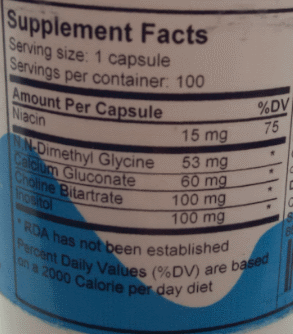 Supplement Facts
Serving size: 1 capsule
Servings per container: 100
Amount Per Capsule %DV
Niacin 15 mg 75
N,N-Dimethyl Glycine 53 mg *
Calcium Gluconate 60 mg *
Choline Bitartrate 100 mg *
Inositol 100 mg *
* RDA has not been established
Percent Daily Values (%DV) are based
on a 2000 Calorie per day diet